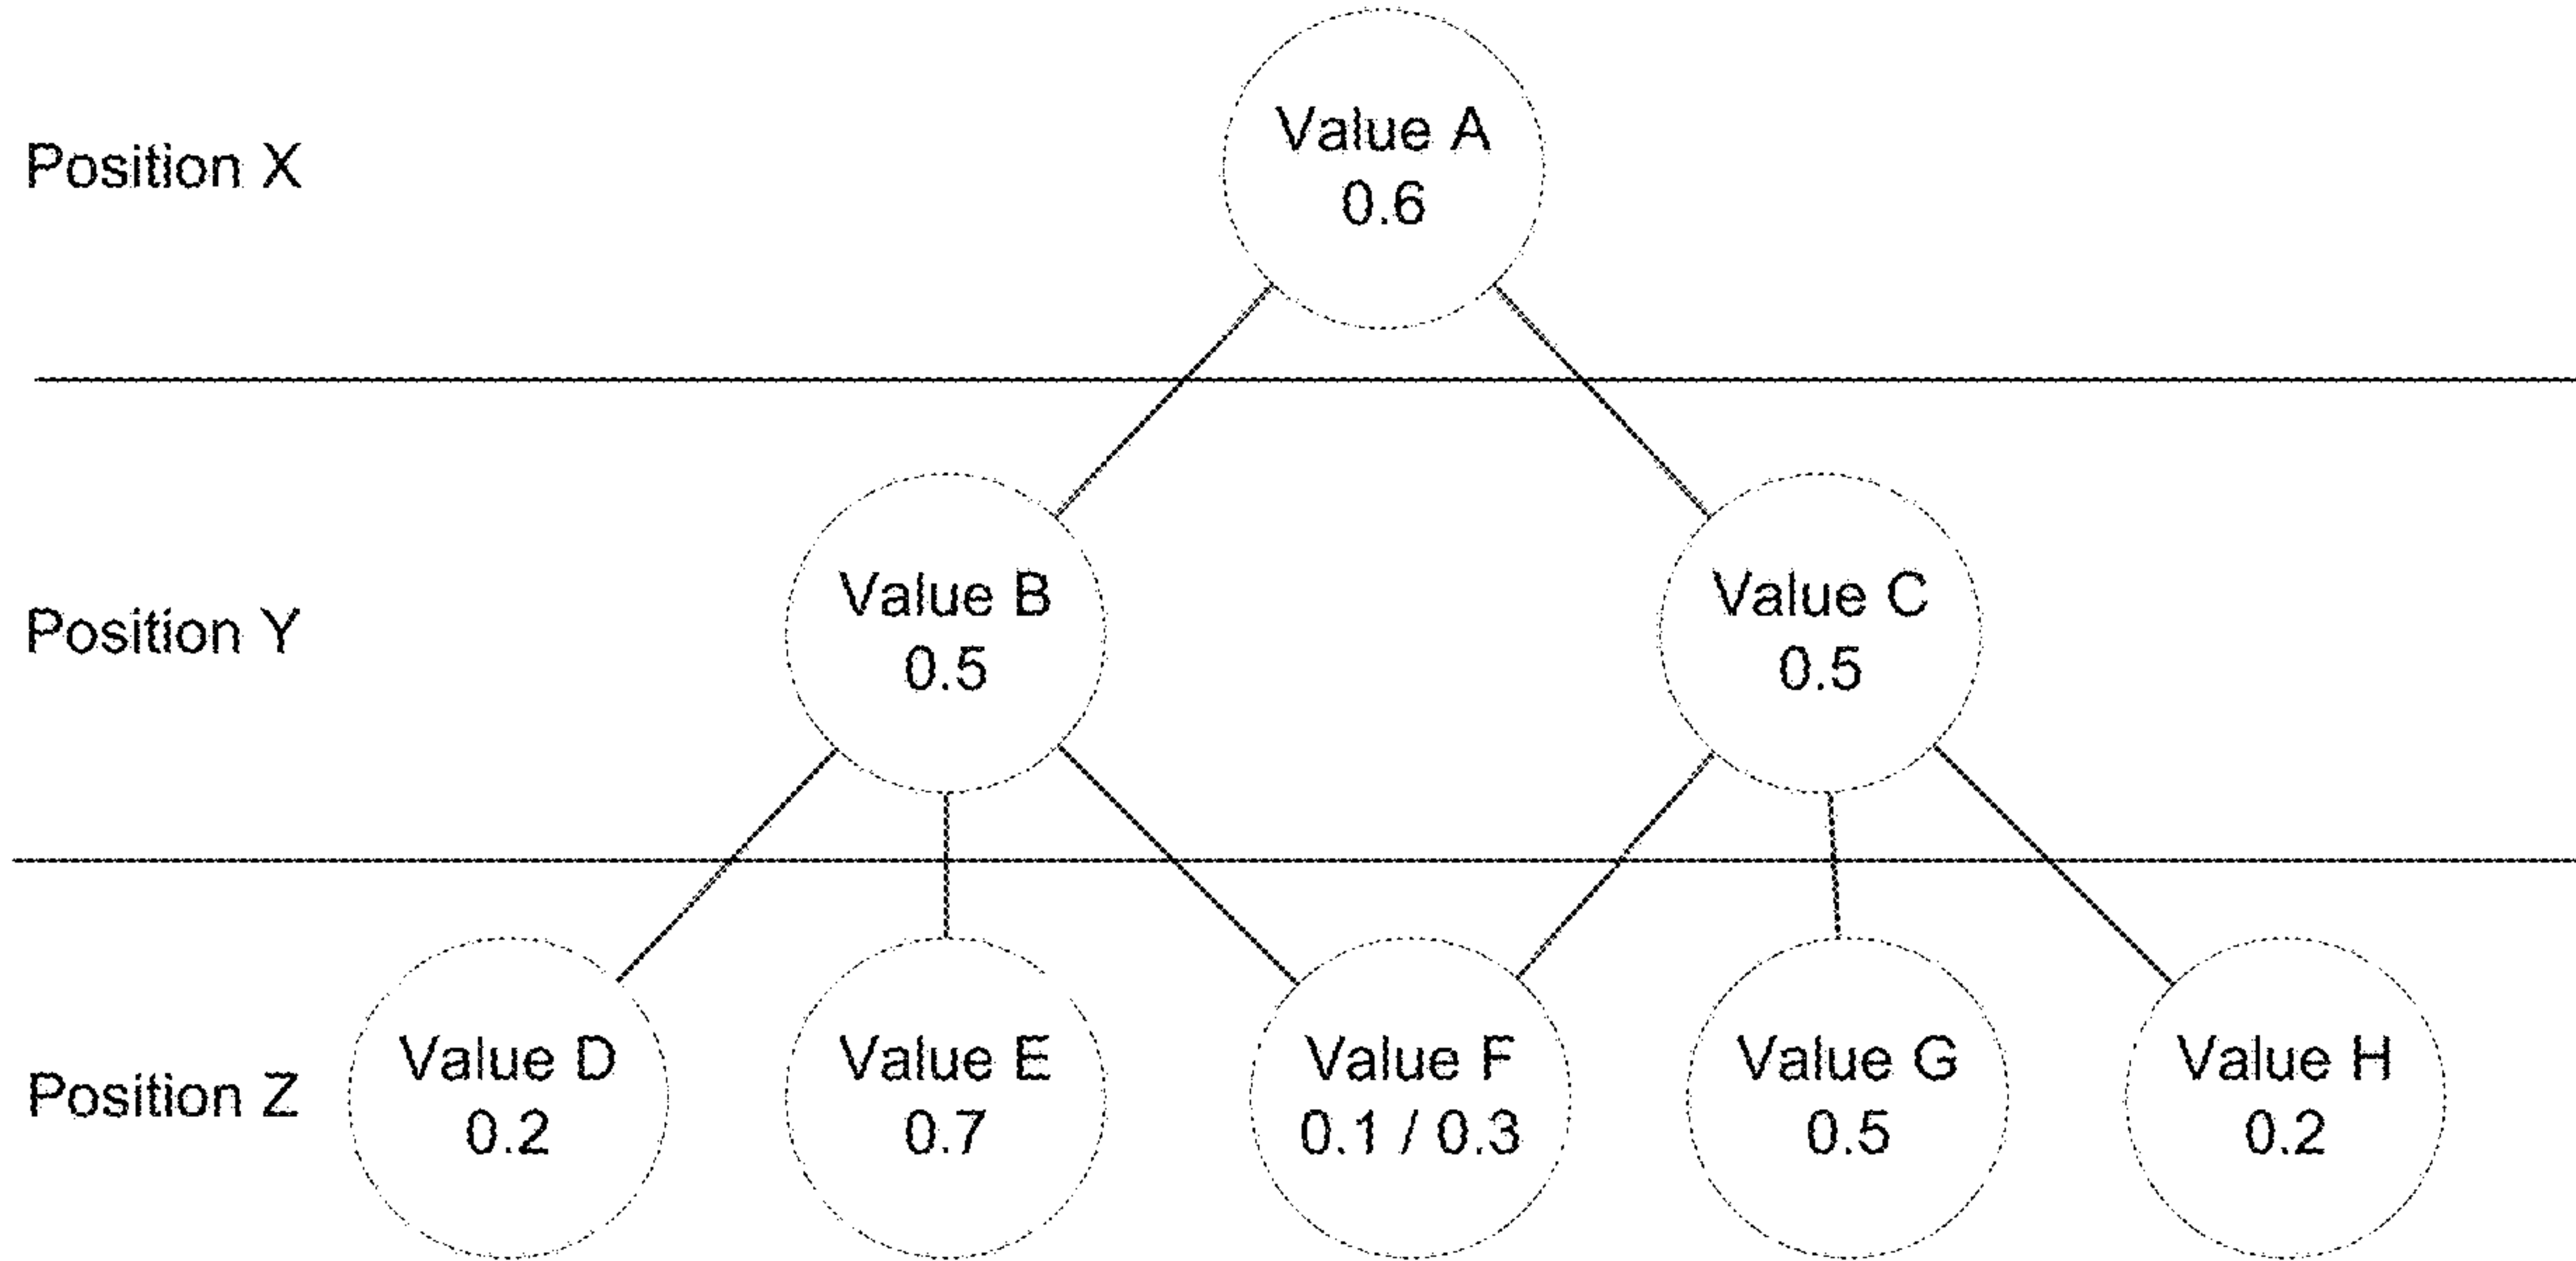 Position X
Value A
0.6
Position Y
Value B
0.5
Value C
0.5
Position Z
Value D
0.2
Value E
0.7
Value F
0.1 / 0.3
Value G
0.5
Value H
0.2